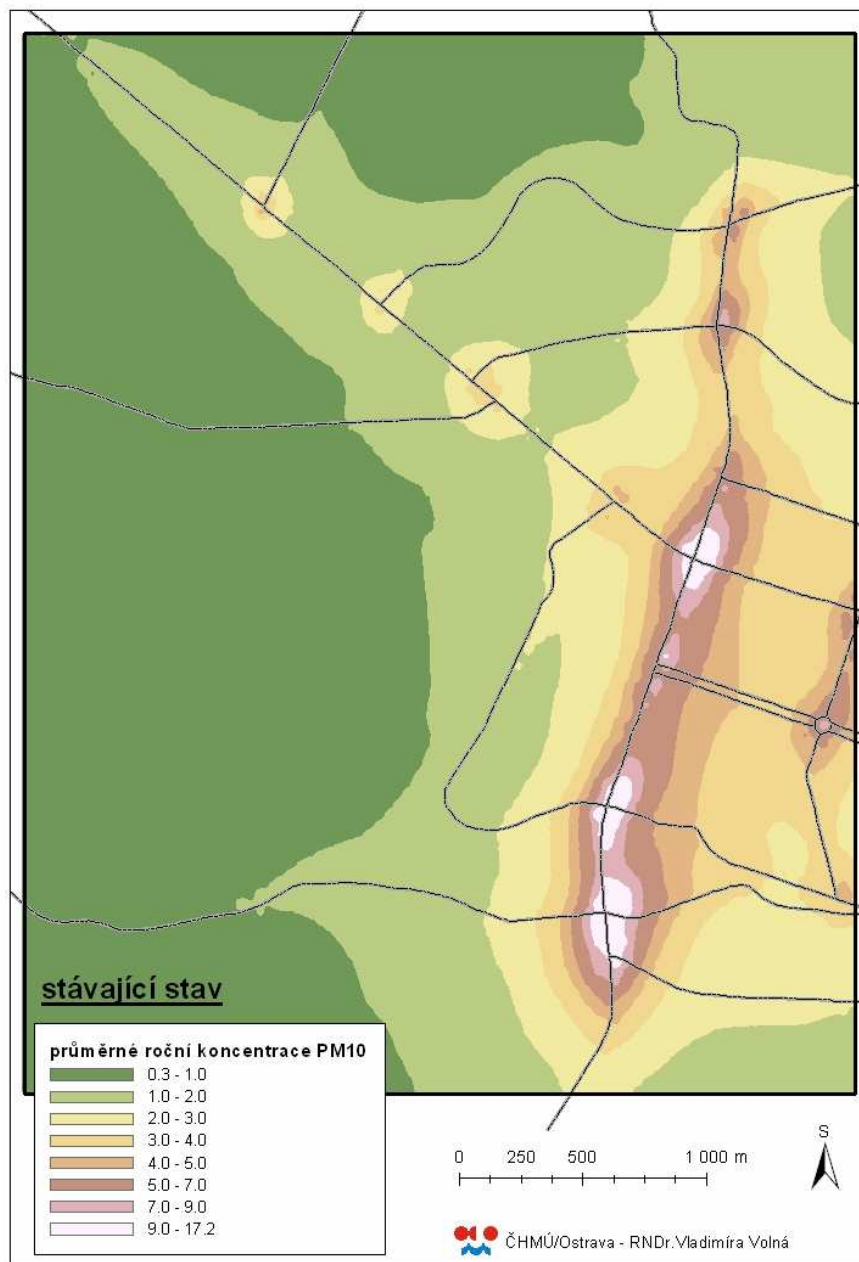 stávající stav
průměrné roční koncentrace PM10
0.3 - 1.0
1.0 - 2.0
2.0 - 3.0
3.0 - 4.0
4.0 - 5.0
5.0 - 7.0
7.0 - 9.0
9.0 - 17.2
S
0 250 500 1 000 m
ČHMÚ/Ostrava - RNDr.Vladimíra Volná